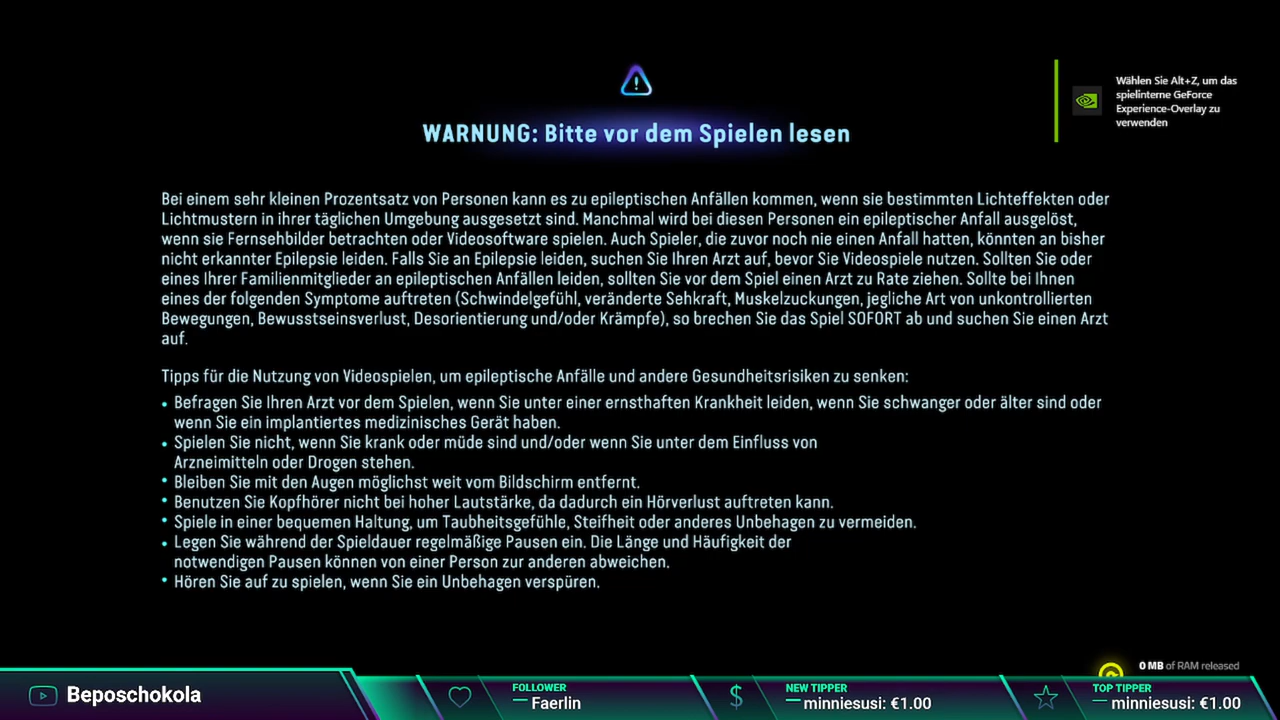 Wählen Sie Alt+Z, um das
spielinterne GeForce
Experience-Overlay zu
verwenden
WARNUNG: Bitte vor dem Spielen lesen
Bei einem sehr kleinen Prozentsatz von Personen kann es zu epileptischen Anfällen kommen, wenn sie bestimmten Lichteffekten oder
Lichtmustern in ihrer täglichen Umgebung ausgesetzt sind. Manchmal wird bei diesen Personen ein epileptischer Anfall ausgelöst,
wenn sie Fernsehbilder betrachten oder Videosoftware spielen. Auch Spieler, die zuvor noch nie einen Anfall hatten, könnten an bisher
nicht erkannter Epilepsie leiden. Falls Sie an Epilepsie leiden, suchen Sie Ihren Arzt auf, bevor Sie Videospiele nutzen. Sollten Sie oder
eines Ihrer Familienmitglieder an epileptischen Anfällen leiden, sollten Sie vor dem Spiel einen Arzt zu Rate ziehen. Sollte bei Ihnen
eines der folgenden Symptome auftreten (Schwindelgefühl, veränderte Sehkraft, Muskelzuckungen, jegliche Art von unkontrollierten
Bewegungen, Bewusstseinsverlust, Desorientierung und/oder Krämpfe), so brechen Sie das Spiel SOFORT ab und suchen Sie einen Arzt
auf.
Tipps für die Nutzung von Videospielen, um epileptische Anfälle und andere Gesundheitsrisiken zu senken:
• Befragen Sie Ihren Arzt vor dem Spielen, wenn Sie unter einer ernsthaften Krankheit leiden, wenn Sie schwanger oder älter sind oder
wenn Sie ein implantiertes medizinisches Gerät haben.
• Spielen Sie nicht, wenn Sie krank oder müde sind und/oder wenn Sie unter dem Einfluss von
Arzneimitteln oder Drogen stehen.
• Bleiben Sie mit den Augen möglichst weit vom Bildschirm entfernt.
• Benutzen Sie Kopfhörer nicht bei hoher Lautstärke, da dadurch ein Hörverlust auftreten kann.
• Spiele in einer bequemen Haltung, um Taubheitsgefühle, Steifheit oder anderes Unbehagen zu vermeiden.
• Legen Sie während der Spieldauer regelmäßige Pausen ein. Die Länge und Häufigkeit der
notwendigen Pausen können von einer Person zur anderen abweichen.
• Hören Sie auf zu spielen, wenn Sie ein Unbehagen verspüren.
0 MB of RAM released
Beposchokola
FOLLOWER
Faerlin
$
NEW TIPPER
minniesusi: €1.00
TOP TIPPER
minniesusi: €1.00